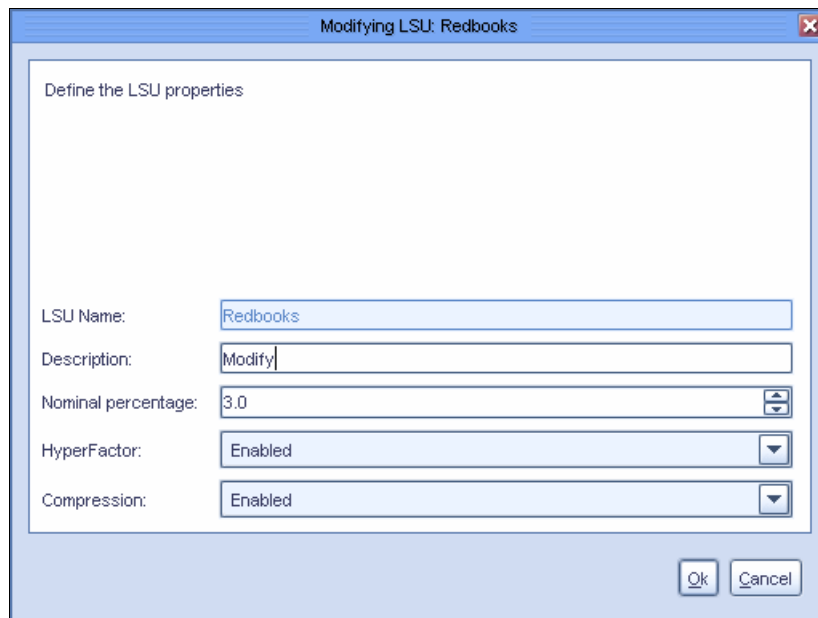 Modifying LSU: Redbooks
Define the LSU properties
LSU Name: Redbooks
Description: Modify
Nominal percentage: 3.0
HyperFactor: Enabled
Compression: Enabled
Ok Cancel